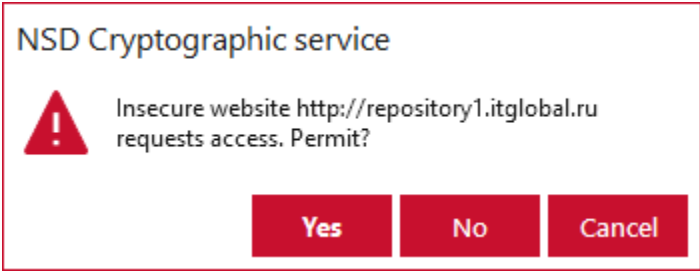 NSD Cryptographic service
Insecure website http://repository1.itglobal.ru
requests access. Permit?
Yes No Cancel